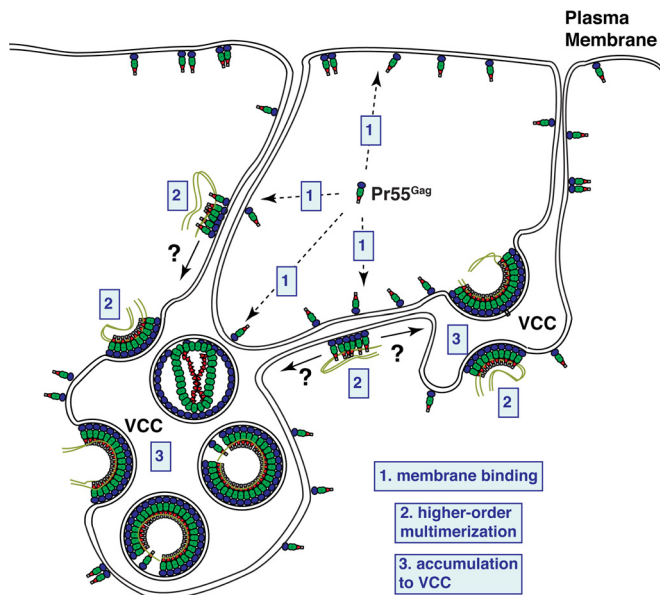 Plasma
Membrane
1
2
1
Pr55Gag
?
1
1
2
VCC
3
?
?
2
VCC
3
2
1. membrane binding
2. higher-order
multimerization
3. accumulation
to VCC